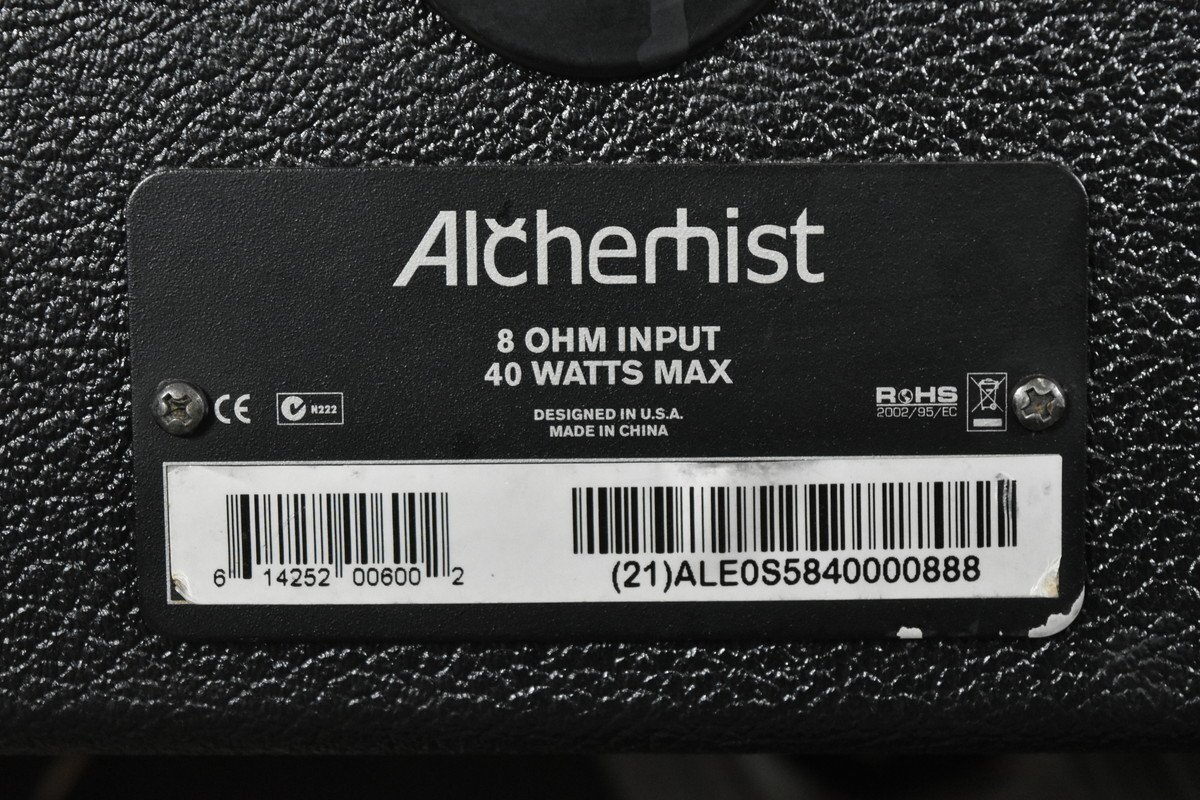 Alchemist
8 OHM INPUT
40 WATTS MAX
CE N222
DESIGNED IN U.S.A.
MADE IN CHINA
RoHS
2002/95/EC
6 14252 00600 2
(21)ALE0S5840000888